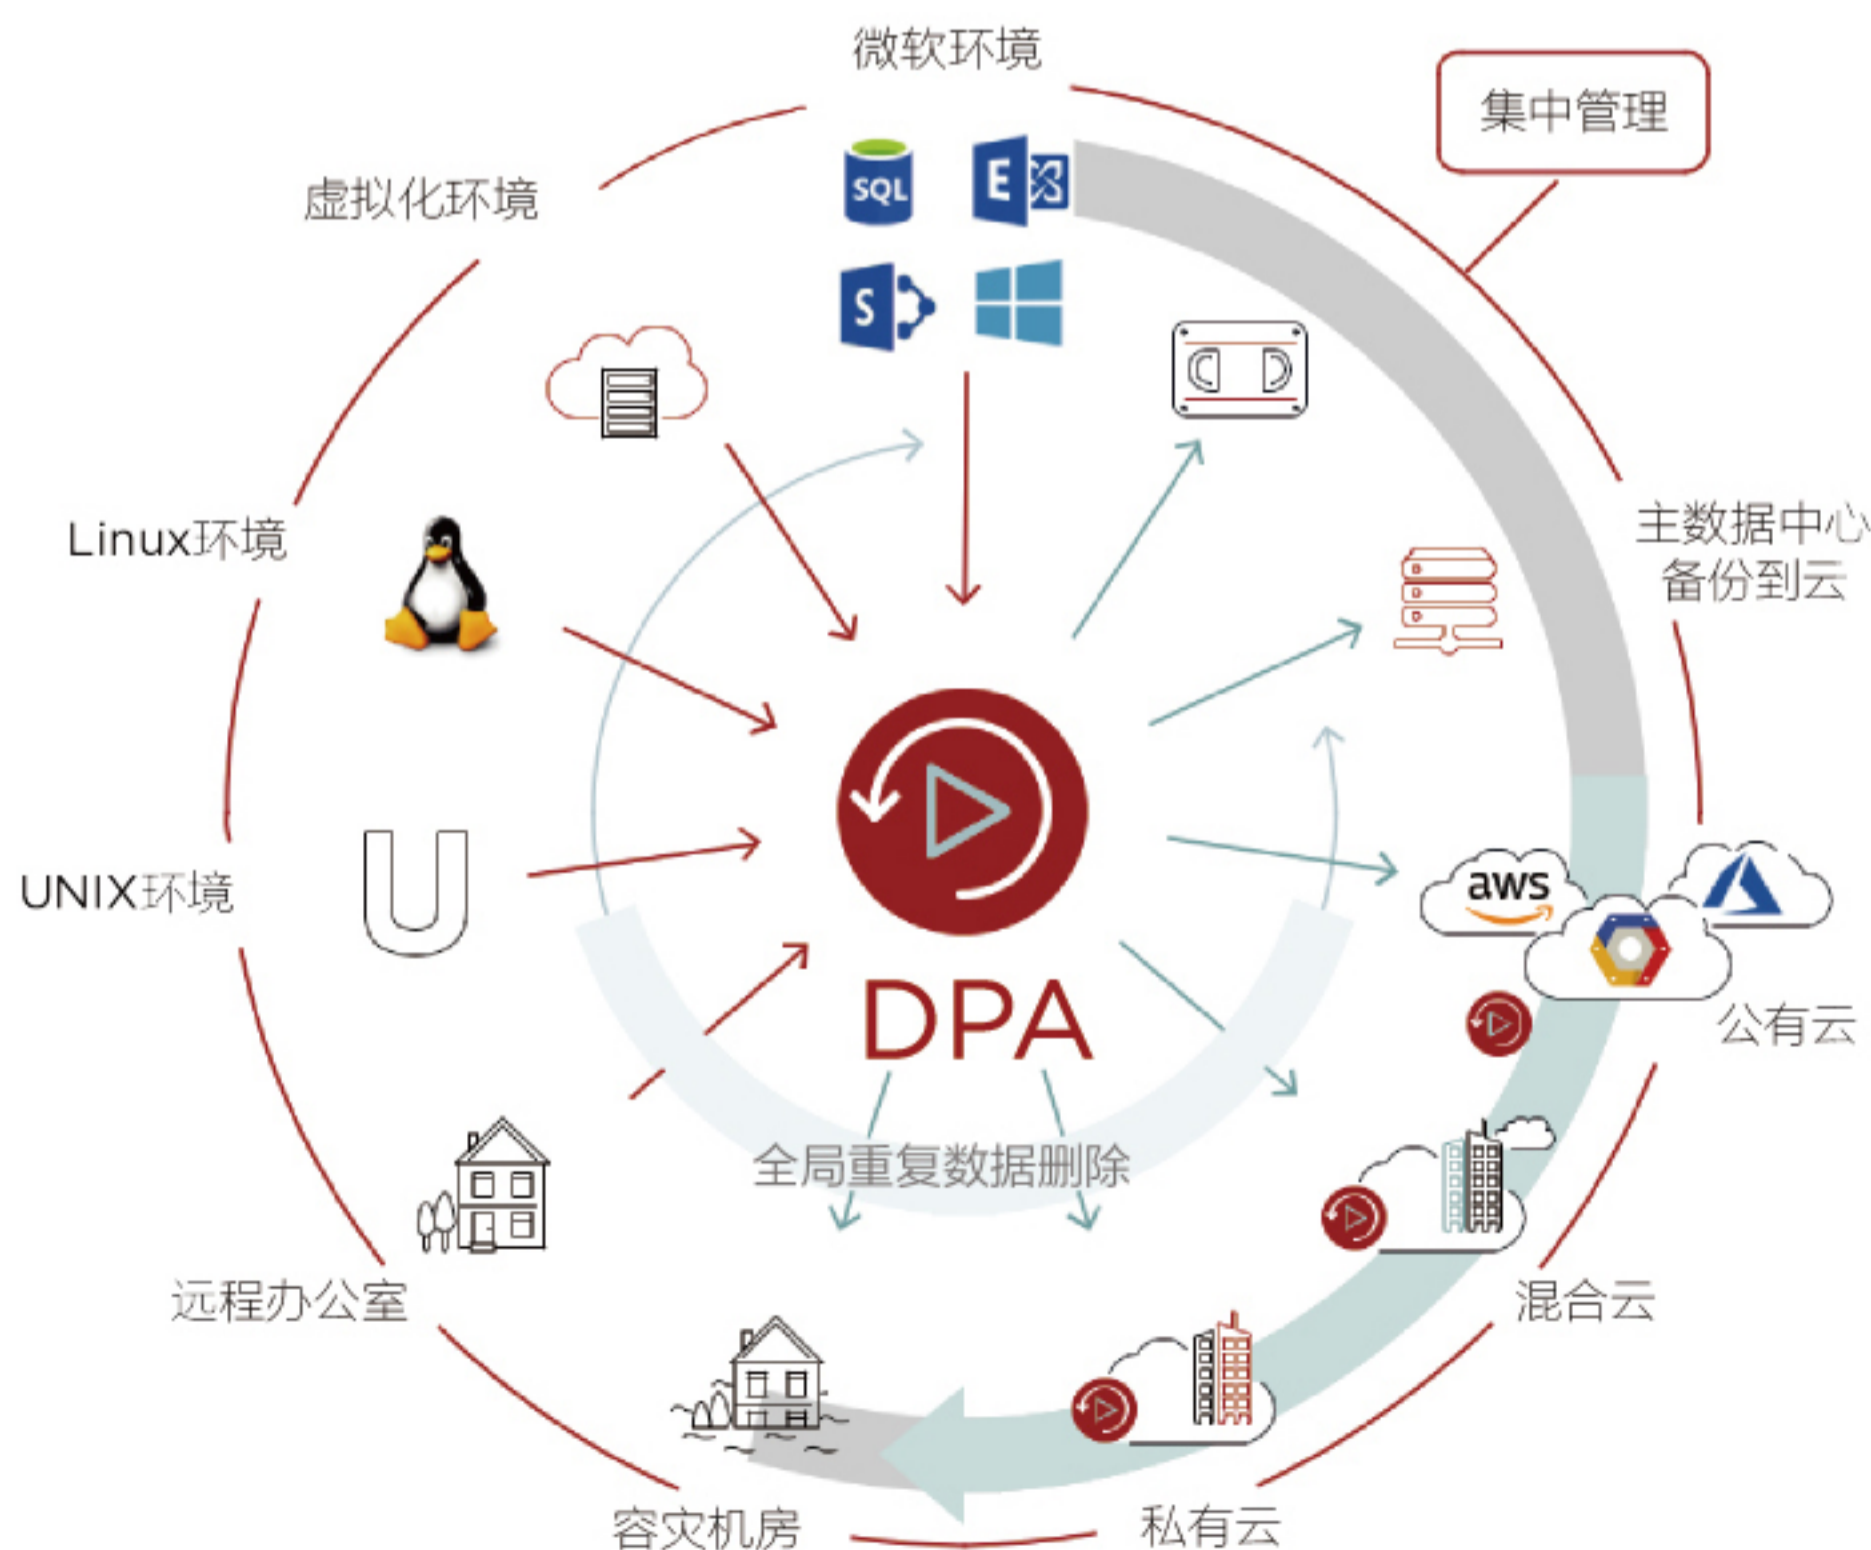 微软环境
集中管理
虚拟化环境
SQL
E
S
Linux环境
主数据中心
备份到云
UNIX环境
U
aws
DPA
公有云
全局重复数据删除
远程办公室
混合云
容灾机房
私有云